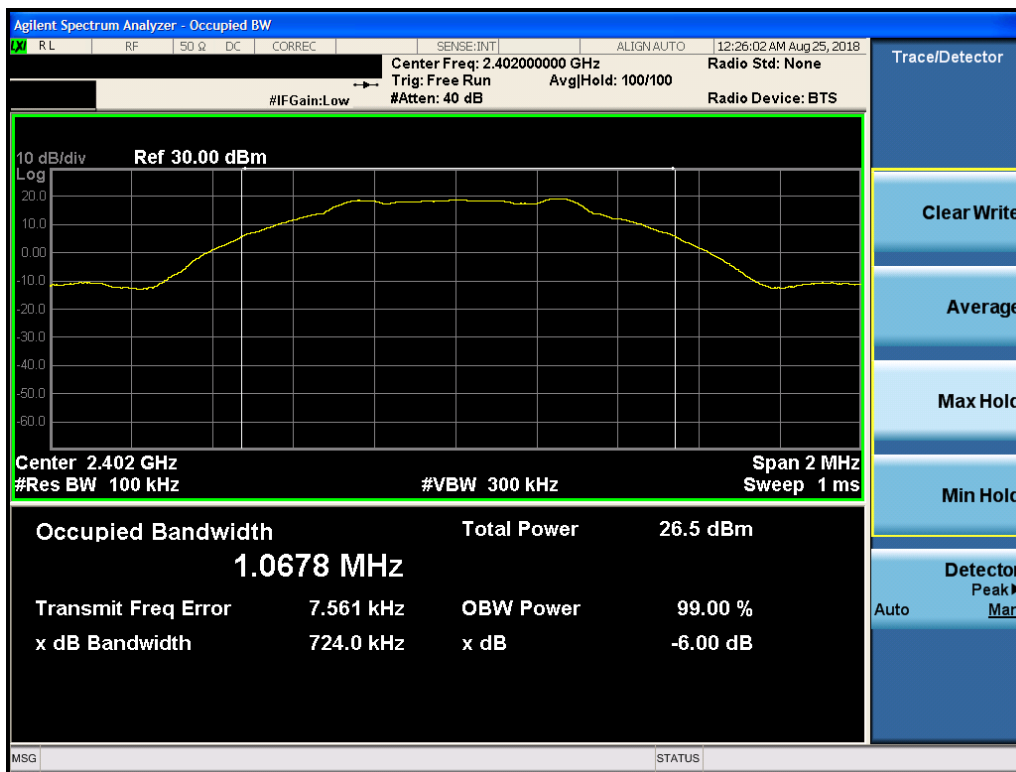 Agilent Spectrum Analyzer - Occupied BW
LXI RL RF 50 Ω DC CORREC SENSE:INT ALIGN AUTO 12:26:02 AM Aug 25, 2018
Center Freq: 2.402000000 GHz Radio Std: None
Trig: Free Run Avg|Hold: 100/100
#IFGain:Low #Atten: 40 dB Radio Device: BTS
Trace/Detector
10 dB/div Ref 30.00 dBm
Log
20.0
10.0
0.00
-10.0
-20.0
-30.0
-40.0
-50.0
-60.0
Center 2.402 GHz Span 2 MHz
#Res BW 100 kHz #VBW 300 kHz Sweep 1 ms
Occupied Bandwidth Total Power 26.5 dBm
1.0678 MHz
Transmit Freq Error 7.561 kHz OBW Power 99.00 %
x dB Bandwidth 724.0 kHz x dB -6.00 dB
Clear Write
Average
Max Hold
Min Hold
Detector
Peak
Auto Man
MSG STATUS